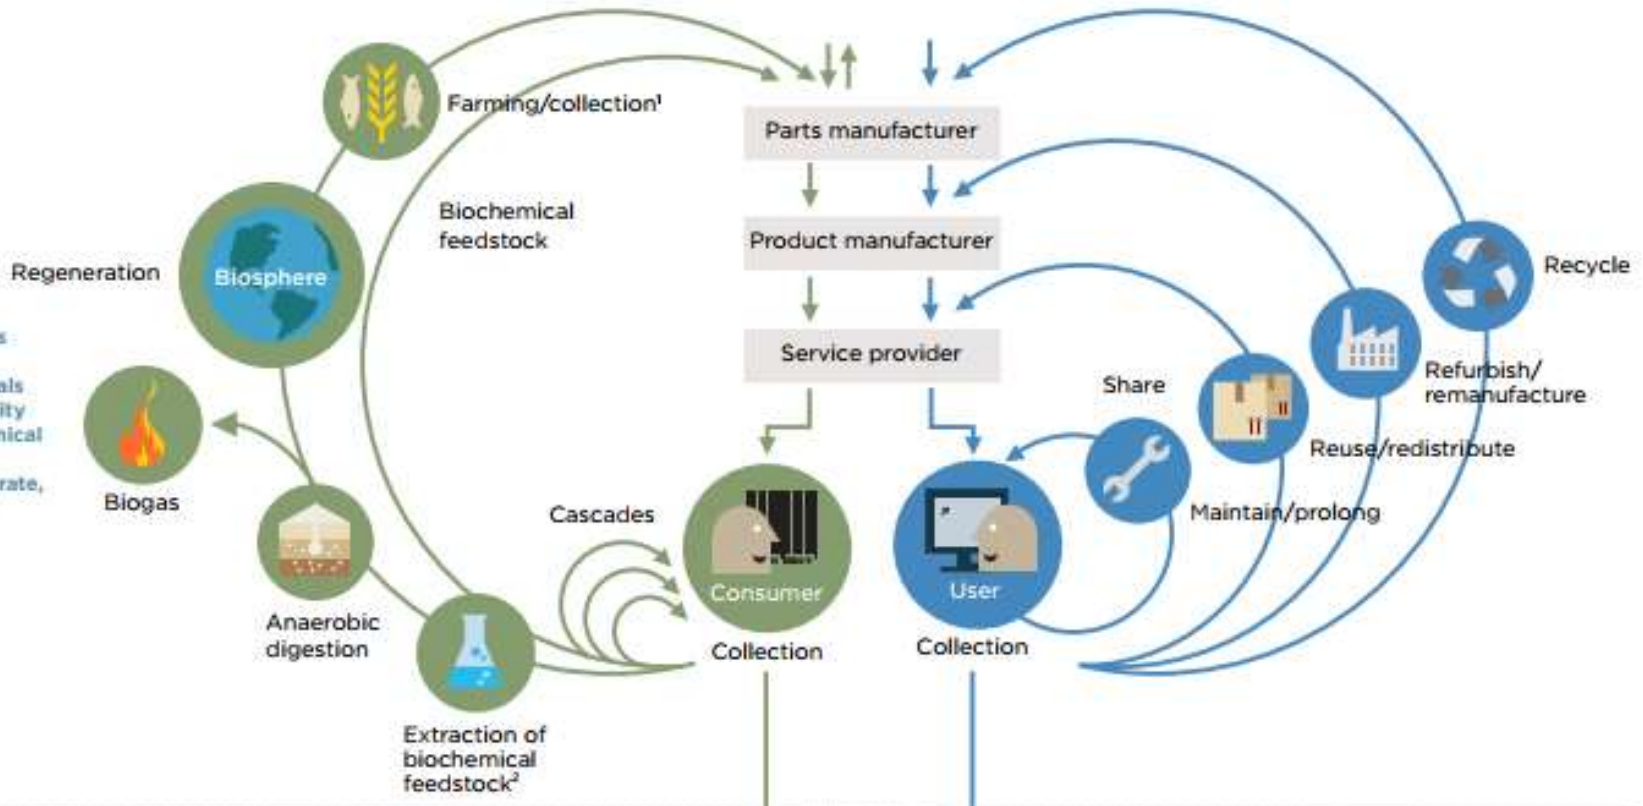 Farming/collection¹
Parts manufacturer
Biochemical
feedstock
Product manufacturer
Regeneration
Biosphere
Recycle
Service provider
Refurbish/
remanufacture
Share
Reuse/redistribute
Biogas
Cascades
Maintain/prolong
Consumer
User
Anaerobic
digestion
Collection
Collection
Extraction of
biochemical
feedstock²
rate,